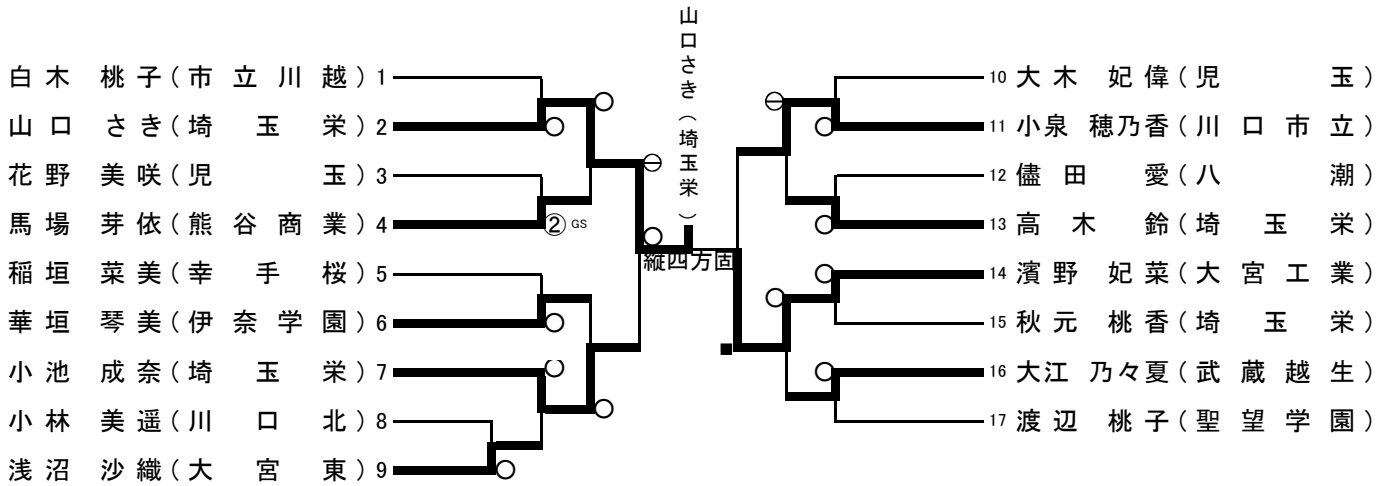 山口さき（埼玉栄）
白木 桃子(市立川越) 1
山口 さき(埼玉栄) 2
花野 美咲(児玉) 3
馬場 芽依(熊谷商業) 4
② GS
稲垣 菜美(幸手桜) 5
華垣 琴美(伊奈学園) 6
小池 成奈(埼玉栄) 7
小林 美遥(川口北) 8
浅沼 沙織(大宮東) 9
縦四方固
10 大木 妃偉(児玉)
11 小泉 穂乃香(川口市立)
12 儘田 愛(八潮)
13 高木 鈴(埼玉栄)
14 濱野 妃菜(大宮工業)
15 秋元 桃香(埼玉栄)
16 大江 乃々夏(武蔵越生)
17 渡辺 桃子(聖望学園)